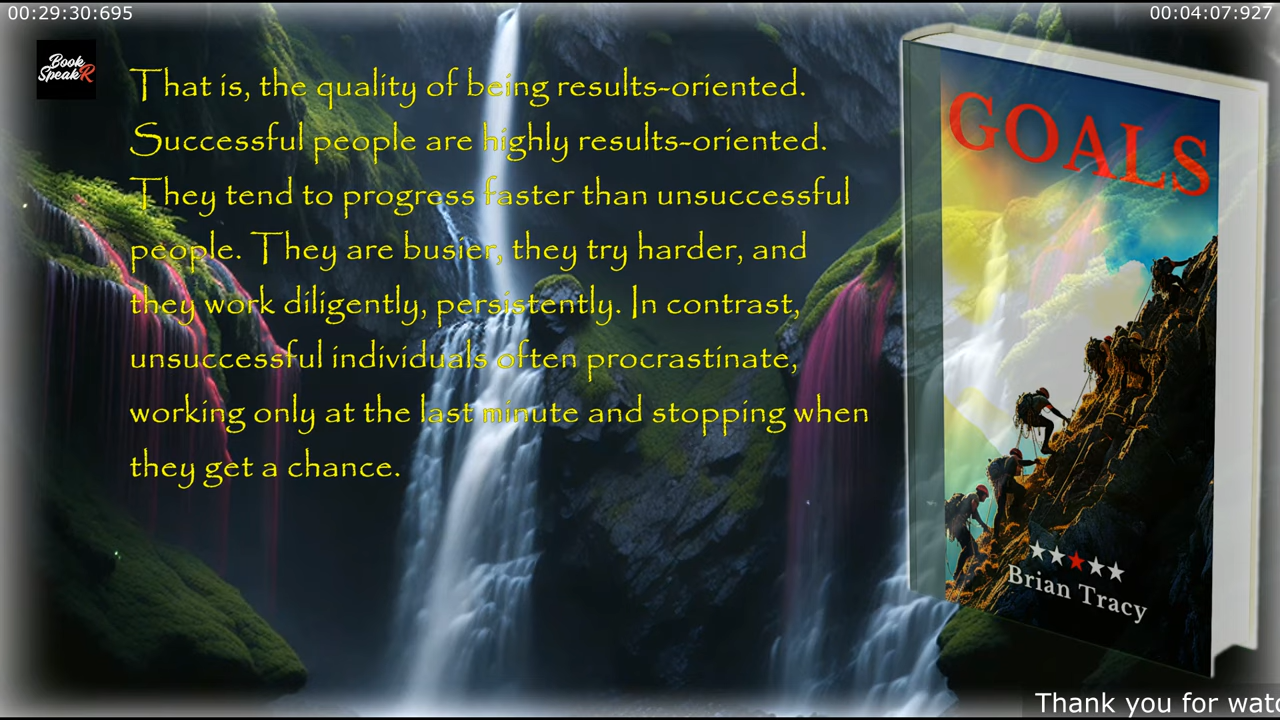 00:29:30:695
00:04:07:927
Book
SpeakR
That is, the quality of being results-oriented.
Successful people are highly results-oriented.
They tend to progress faster than unsuccessful
people. They are busier, they try harder, and
they work diligently, persistently. In contrast,
unsuccessful individuals often procrastinate,
working only at the last minute and stopping when
they get a chance.
GOALS
Brian Tracy
Thank you for